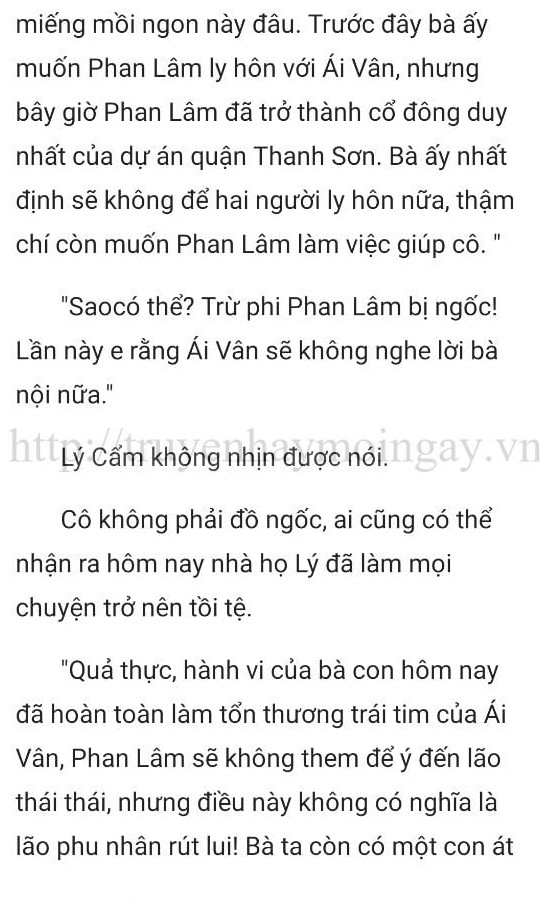 miếng mồi ngon này đâu. Trước đây bà ấy
muốn Phan Lâm ly hôn với Ái Vân, nhưng
bây giờ Phan Lâm đã trở thành cổ đông duy
nhất của dự án quận Thanh Sơn. Bà ấy nhất
định sẽ không để hai người ly hôn nữa, thậm
chí còn muốn Phan Lâm làm việc giúp cô. "
"Saocó thể? Trừ phi Phan Lâm bị ngốc!
Lần này e rằng Ái Vân sẽ không nghe lời bà
nội nữa."
http://truyenhaymoingay.vn
Lý Cẩm không nhịn được nói.
Cô không phải đồ ngốc, ai cũng có thể
nhận ra hôm nay nhà họ Lý đã làm mọi
chuyện trở nên tồi tệ.
"Quả thực, hành vi của bà con hôm nay
đã hoàn toàn làm tổn thương trái tim của Ái
Vân, Phan Lâm sẽ không them để ý đến lão
thái thái, nhưng điều này không có nghĩa là
lão phu nhân rút lui! Bà ta còn có một con át